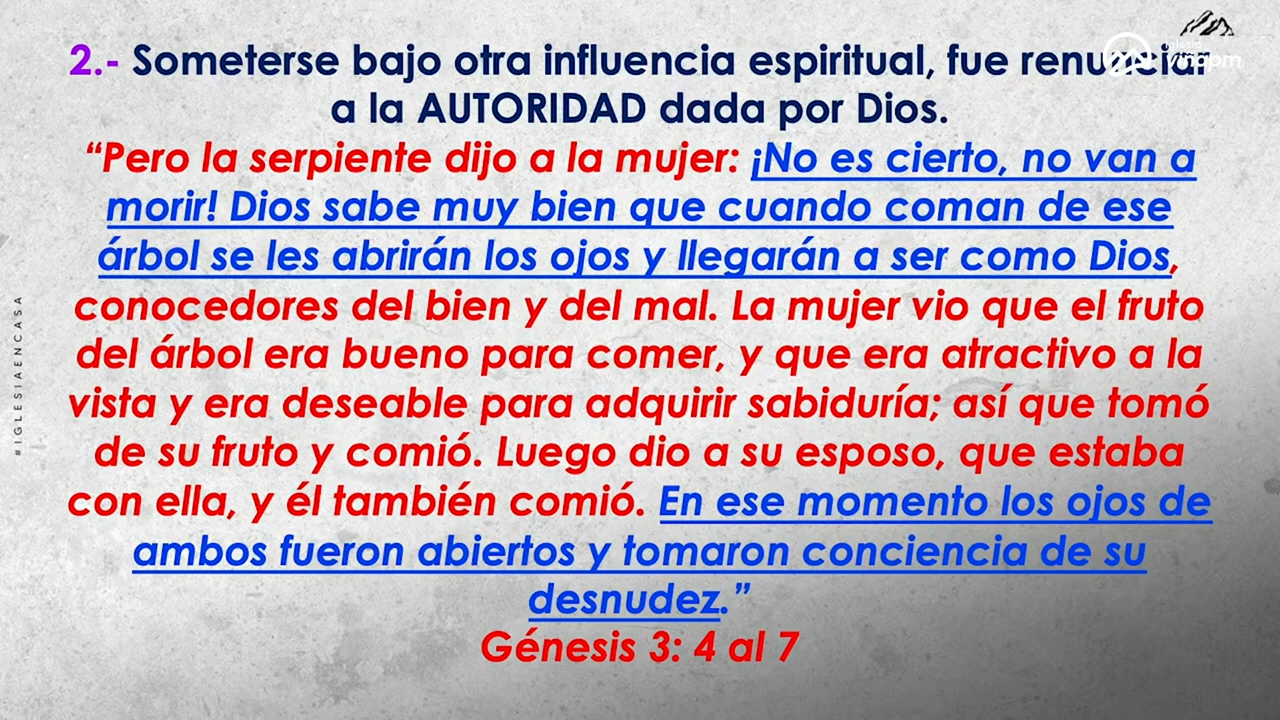 2.- Someterse bajo otra influencia espiritual, fue renunciar
a la AUTORIDAD dada por Dios.
“Pero la serpiente dijo a la mujer: ¡No es cierto, no van a
morir! Dios sabe muy bien que cuando coman de ese
árbol se les abrirán los ojos y llegarán a ser como Dios,
conocedores del bien y del mal. La mujer vio que el fruto
del árbol era bueno para comer, y que era atractivo a la
vista y era deseable para adquirir sabiduría; así que tomó
de su fruto y comió. Luego dio a su esposo, que estaba
con ella, y él también comió. En ese momento los ojos de
ambos fueron abiertos y tomaron conciencia de su
desnudez.”
Génesis 3: 4 al 7
#IGLESIAENCASA